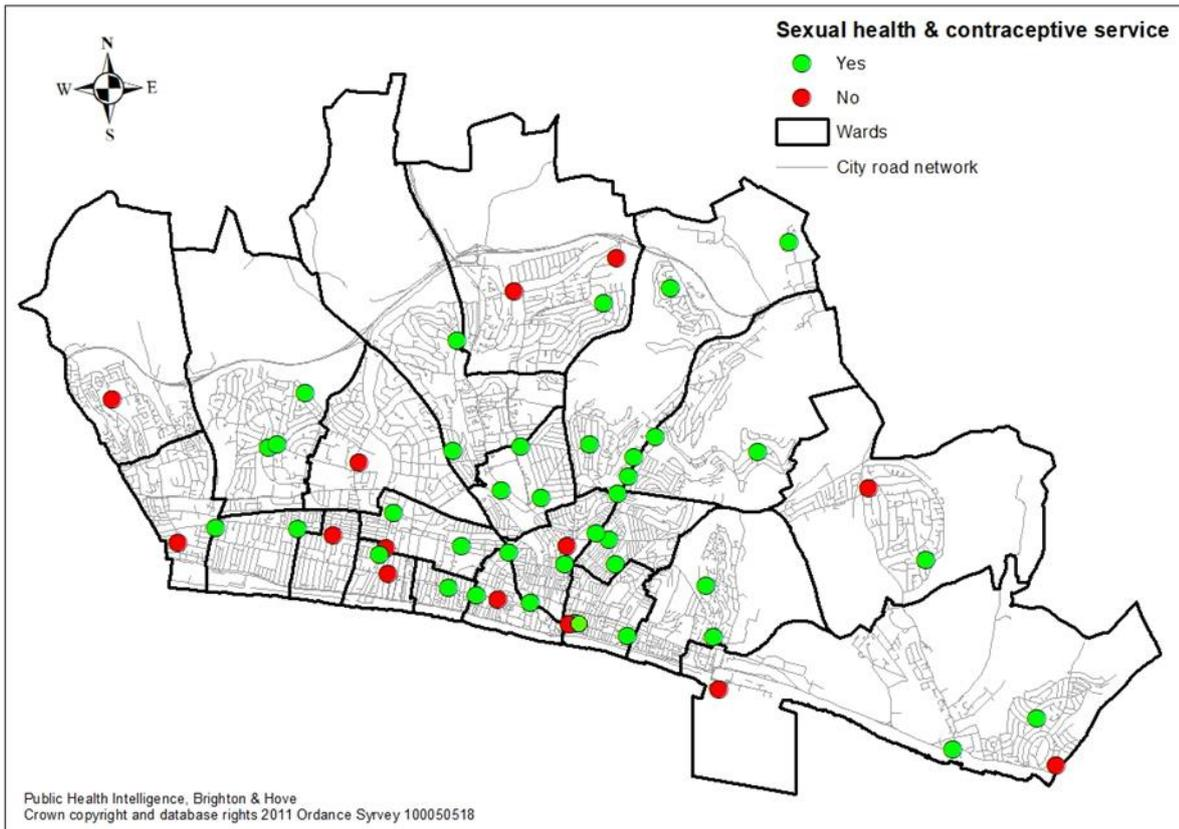 Sexual health & contraceptive service
Yes
No
Wards
City road network
N
W E
S
Public Health Intelligence, Brighton & Hove
Crown copyright and database rights 2011 Ordance Syrvey 100050518